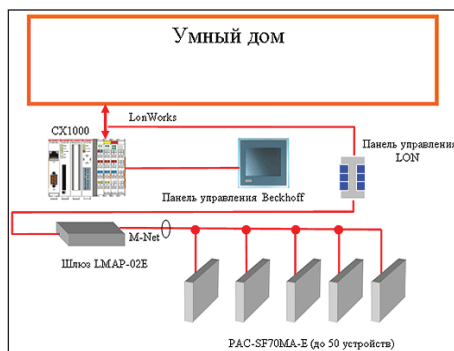 Умный дом
LonWorks
CX1000
Панель управления
LON
Панель управления Beckhoff
M-Net
Шлюз LMAP-02E
PAC-SF70MA-E (до 50 устройств)